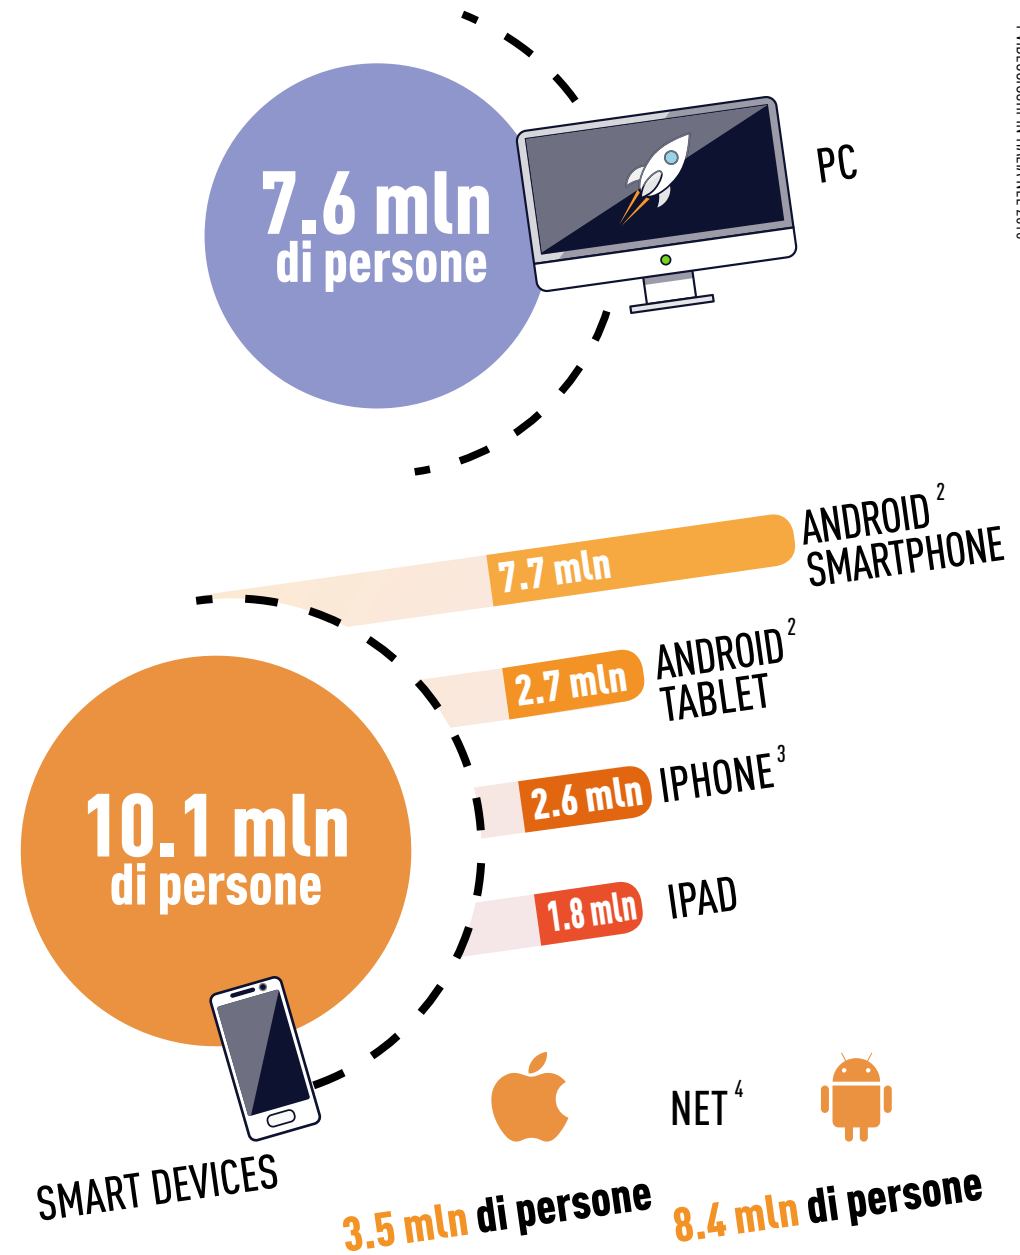 7.6 mln
di persone
PC
ANDROID 2
SMARTPHONE
7.7 mln
ANDROID 2
TABLET
2.7 mln
IPHONE 3
2.6 mln
IPAD
1.8 mln
10.1 mln
di persone
SMART DEVICES
NET 4
3.5 mln di persone
8.4 mln di persone